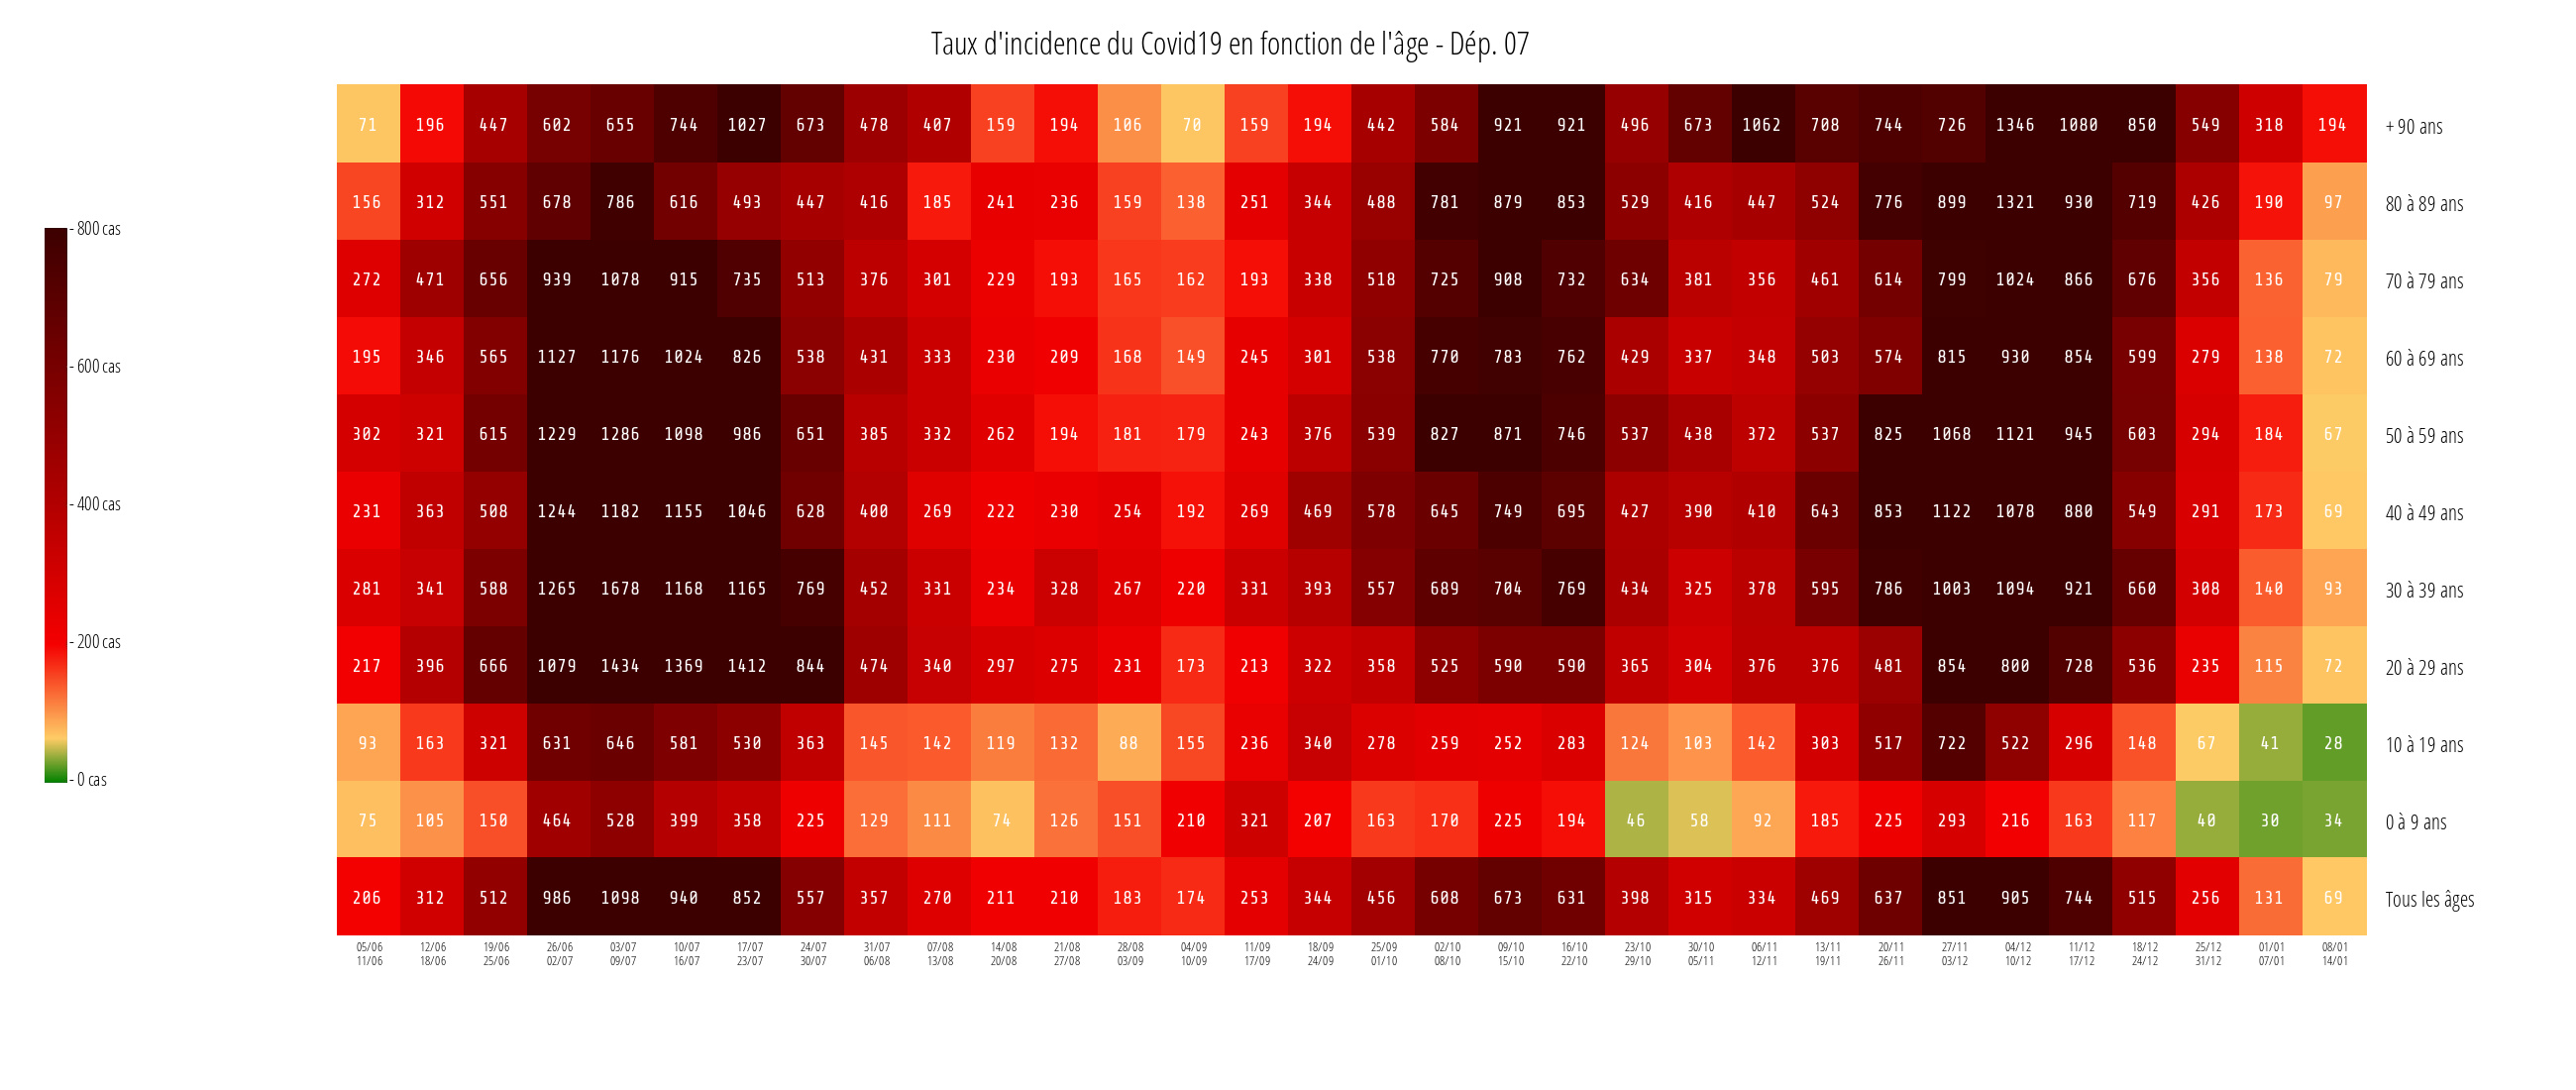 Taux d'incidence du Covid19 en fonction de l'âge - Dép. 07
- 800 cas
- 600 cas
- 400 cas
- 200 cas
- 0 cas
71 196 447 602 655 744 1027 673 478 407 159 194 106 70 159 194 442 584 921 921 496 673 1062 708 744 726 1346 1080 850 549 318 194 + 90 ans
156 312 551 678 786 616 493 447 416 185 241 236 159 138 251 344 488 781 879 853 529 416 447 524 776 899 1321 930 719 426 190 97 80 à 89 ans
272 471 656 939 1078 915 735 513 376 301 229 193 165 162 193 338 518 725 908 732 634 381 356 461 614 799 1024 866 676 356 136 79 70 à 79 ans
195 346 565 1127 1176 1024 826 538 431 333 230 209 168 149 245 301 538 770 783 762 429 337 348 503 574 815 930 854 599 279 138 72 60 à 69 ans
302 321 615 1229 1286 1098 986 651 385 332 262 194 181 179 243 376 539 827 871 746 537 438 372 537 825 1068 1121 945 603 294 184 67 50 à 59 ans
231 363 508 1244 1182 1155 1046 628 400 269 222 230 254 192 269 469 578 645 749 695 427 390 410 643 853 1122 1078 880 549 291 173 69 40 à 49 ans
281 341 588 1265 1678 1168 1165 769 452 331 234 328 267 220 331 393 557 689 704 769 434 325 378 595 786 1003 1094 921 660 308 140 93 30 à 39 ans
217 396 666 1079 1434 1369 1412 844 474 340 297 275 231 173 213 322 358 525 590 590 365 304 376 376 481 854 800 728 536 235 115 72 20 à 29 ans
93 163 321 631 646 581 530 363 145 142 119 132 88 155 236 340 278 259 252 283 124 103 142 303 517 722 522 296 148 67 41 28 10 à 19 ans
75 105 150 464 528 399 358 225 129 111 74 126 151 210 321 207 163 170 225 194 46 58 92 185 225 293 216 163 117 40 30 34 0 à 9 ans
206 312 512 986 1098 940 852 557 357 270 211 210 183 174 253 344 456 608 673 631 398 315 334 469 637 851 905 744 515 256 131 69 Tous les âges
05/06 12/06 19/06 26/06 03/07 10/07 17/07 24/07 31/07 07/08 14/08 21/08 28/08 04/09 11/09 18/09 25/09 02/10 09/10 16/10 23/10 30/10 06/11 13/11 20/11 27/11 04/12 11/12 18/12 25/12 01/01 08/01
11/06 18/06 25/06 02/07 09/07 16/07 23/07 30/07 06/08 13/08 20/08 27/08 03/09 10/09 17/09 24/09 01/10 08/10 15/10 22/10 29/10 05/11 12/11 19/11 26/11 03/12 10/12 17/12 24/12 31/12 07/01 14/01